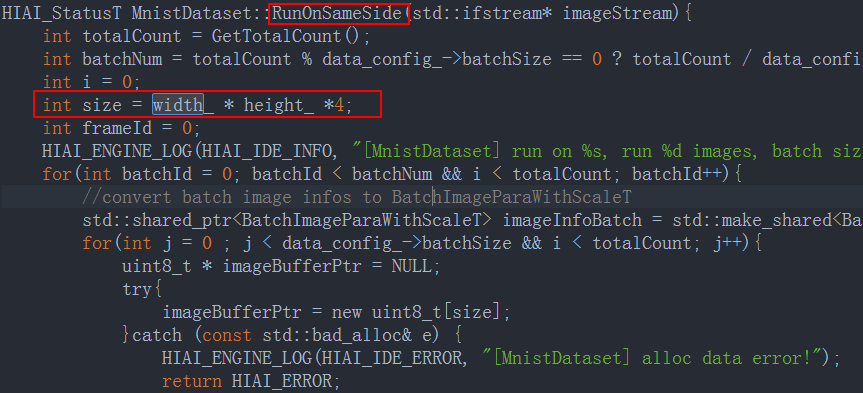 HIAI_StatusT MnistDataset::RunOnSameSide(std::ifstream* imageStream){
int totalCount = GetTotalCount();
int batchNum = totalCount % data_config_->batchSize == 0 ? totalCount / data_confi
int i = 0;
int size = width_ * height_ *4;
int frameId = 0;
HIAI_ENGINE_LOG(HIAI_IDE_INFO, "[MnistDataset] run on %s, run %d images, batch siz
for(int batchId = 0; batchId < batchNum && i < totalCount; batchId++){
//convert batch image infos to BatchImageParaWithScaleT
std::shared_ptr<BatchImageParaWithScaleT> imageInfoBatch = std::make_shared<Ba
for(int j = 0 ; j < data_config_->batchSize && i < totalCount; j++){
uint8_t * imageBufferPtr = NULL;
try{
imageBufferPtr = new uint8_t[size];
}catch (const std::bad_alloc& e) {
HIAI_ENGINE_LOG(HIAI_IDE_ERROR, "[MnistDataset] alloc data error!");
return HIAI_ERROR;